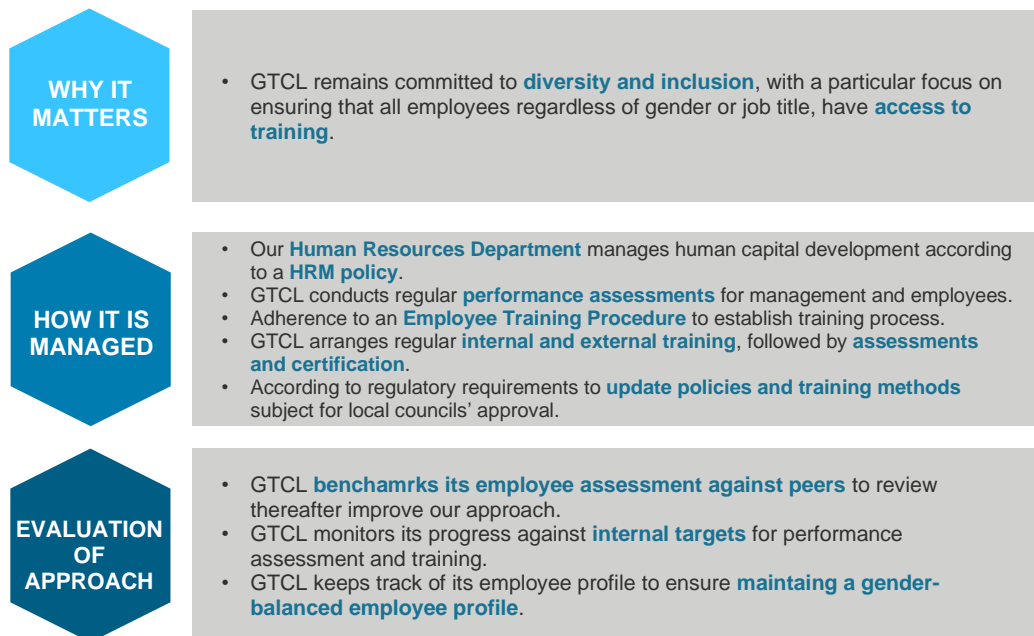 WHY IT
MATTERS
• GTCL remains committed to diversity and inclusion, with a particular focus on
ensuring that all employees regardless of gender or job title, have access to
training.
HOW IT IS
MANAGED
• Our Human Resources Department manages human capital development according
to a HRM policy.
• GTCL conducts regular performance assessments for management and employees.
• Adherence to an Employee Training Procedure to establish training process.
• GTCL arranges regular internal and external training, followed by assessments
and certification.
• According to regulatory requirements to update policies and training methods
subject for local councils’ approval.
EVALUATION
OF
APPROACH
• GTCL benchamrks its employee assessment against peers to review
thereafter improve our approach.
• GTCL monitors its progress against internal targets for performance
assessment and training.
• GTCL keeps track of its employee profile to ensure maintaing a gender-
balanced employee profile.